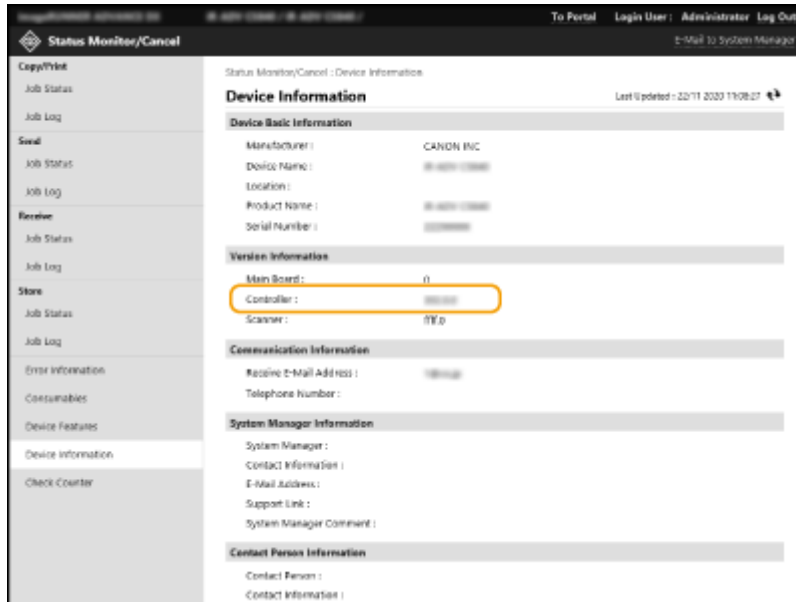 To Portal Login User : Administrator Log Out
Status Monitor/Cancel
E-Mail to System Manager
Copy/Print
Job Status
Job Log
Send
Job Status
Job Log
Receive
Job Status
Job Log
Store
Job Status
Job Log
Error Information
Consumables
Device Features
Device Information
Check Counter
Status Monitor/Cancel : Device Information
Device Information
Last Updated : 22/11 2020 11:08:27
Device Basic Information
Manufacturer : CANON INC
Device Name :
Location :
Product Name :
Serial Number :
Version Information
Main Board : 0
Controller :
Scanner :
Communication Information
Receive E-Mail Address :
Telephone Number :
System Manager Information
System Manager :
Contact Information :
E-Mail Address :
Support Link :
System Manager Comment :
Contact Person Information
Contact Person :
Contact Information :